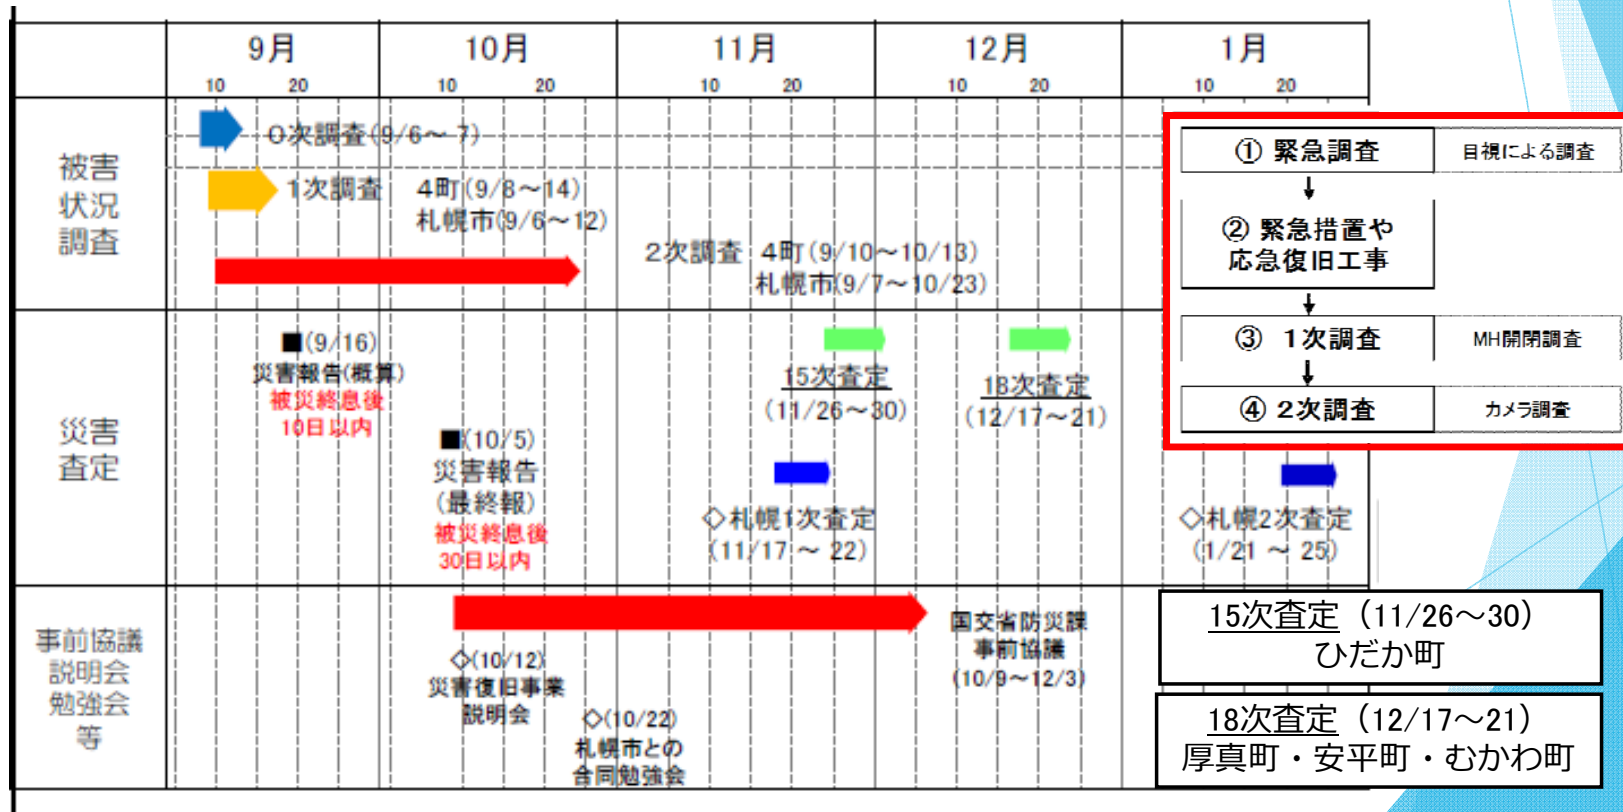 9月 10月 11月 12月 1月
10 20 10 20 10 20 10 20 10 20
被害
状況
調査
0次調査(9/6～7)
1次調査 4町(9/8～14)
札幌市(9/6～12)
2次調査 4町(9/10～10/13)
札幌市(9/7～10/23)
災害
査定
■(9/16)
災害報告(概算)
被災終息後
10日以内
■(10/5)
災害報告
(最終報)
被災終息後
30日以内
15次査定
(11/26～30)
18次査定
(12/17～21)
◇札幌1次査定
(11/17 ～ 22)
◇札幌2次査定
(1/21 ～ 25)
事前協議
説明会
勉強会
等
◇(10/12)
災害復旧事業
説明会
◇(10/22)
札幌市との
合同勉強会
国交省防災課
事前協議
(10/9～12/3)
① 緊急調査 目視による調査
↓
② 緊急措置や
応急復旧工事
↓
③ 1次調査 MH開閉調査
↓
④ 2次調査 カメラ調査
15次査定（11/26～30）
ひだか町
18次査定（12/17～21）
厚真町・安平町・むかわ町